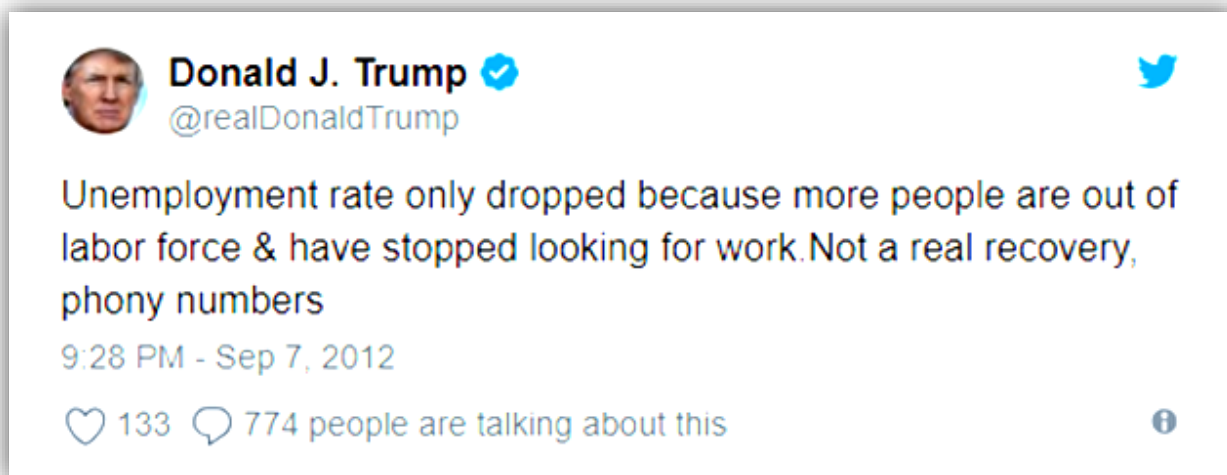 Donald J. Trump
@realDonaldTrump
Unemployment rate only dropped because more people are out of
labor force & have stopped looking for work.Not a real recovery,
phony numbers
9:28 PM - Sep 7, 2012
133 774 people are talking about this